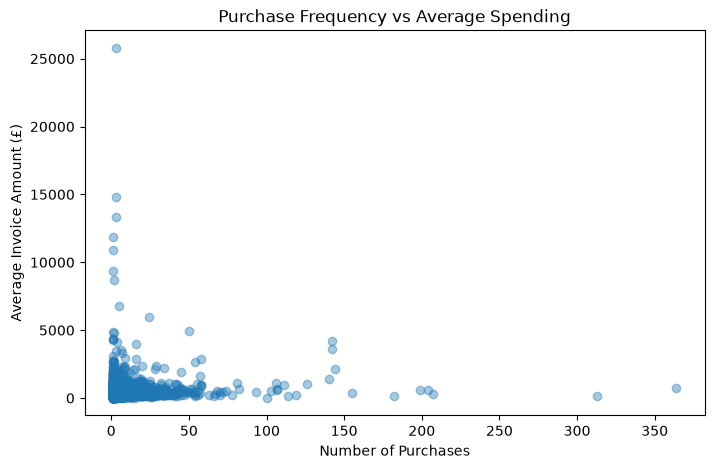 Purchase Frequency vs Average Spending
25000
20000
15000
10000
5000
0
Average Invoice Amount (£)
0 50 100 150 200 250 300 350
Number of Purchases